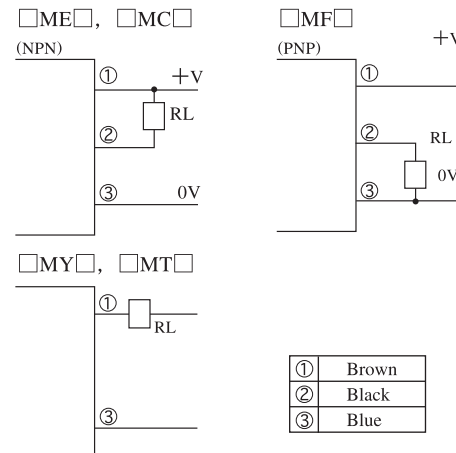 □ME□, □MC□
(NPN)
① +V
RL
②
③ 0V
□MF□
(PNP)
+V
①
② RL
0V
③
□MY□, □MT□
①
RL
③
① Brown
② Black
③ Blue